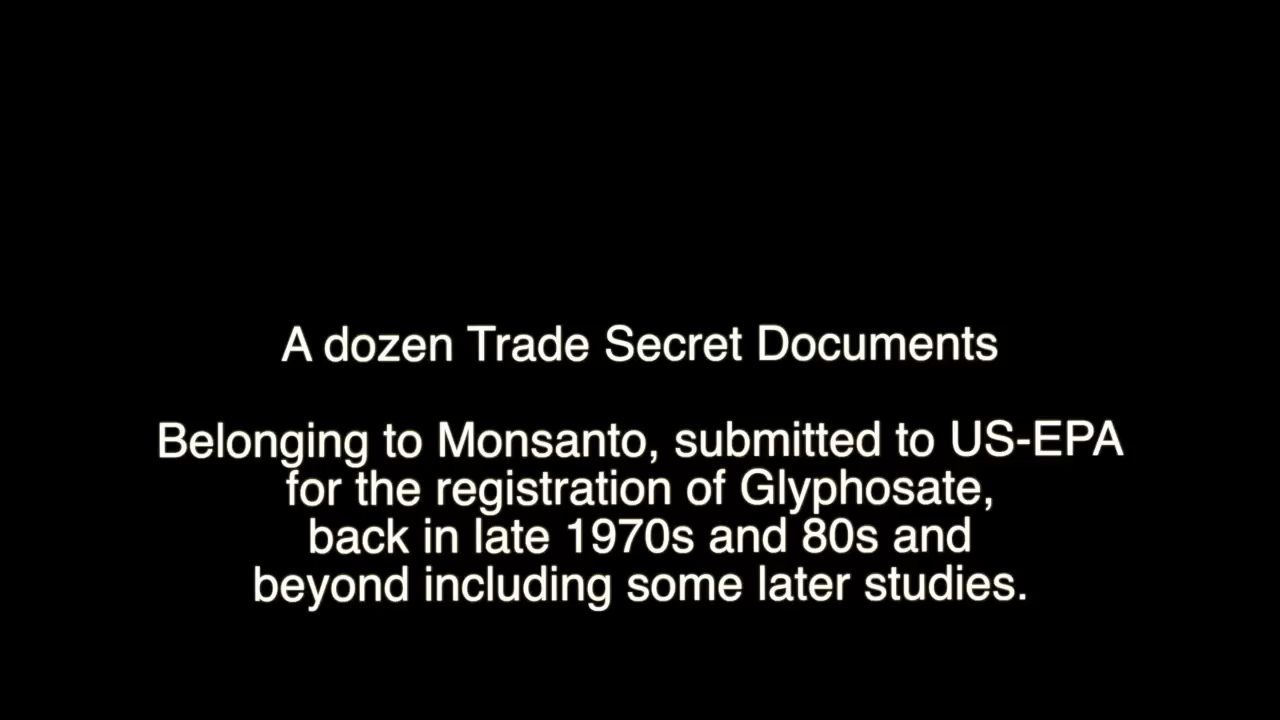 A dozen Trade Secret Documents
Belonging to Monsanto, submitted to US-EPA
for the registration of Glyphosate,
back in late 1970s and 80s and
beyond including some later studies.